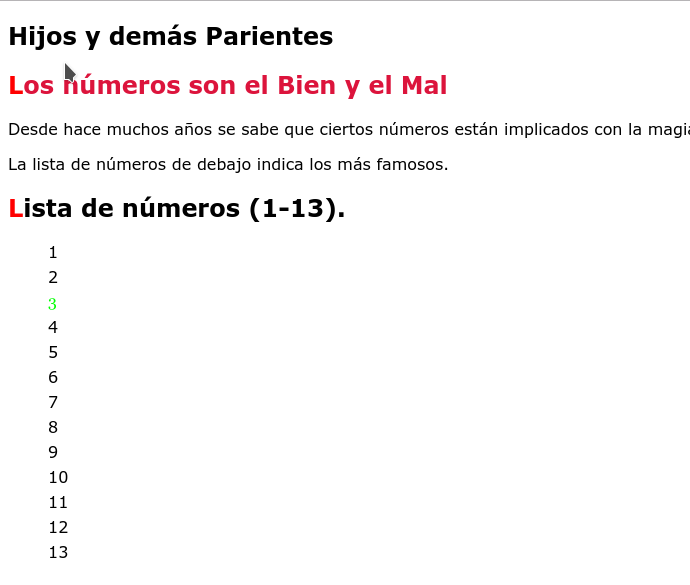 Hijos y demás Parientes
Los números son el Bien y el Mal
Desde hace muchos años se sabe que ciertos números están implicados con la
La lista de números de debajo indica los más famosos.
Lista de números (1-13).
1
2
3
4
5
6
7
8
9
10
11
12
13